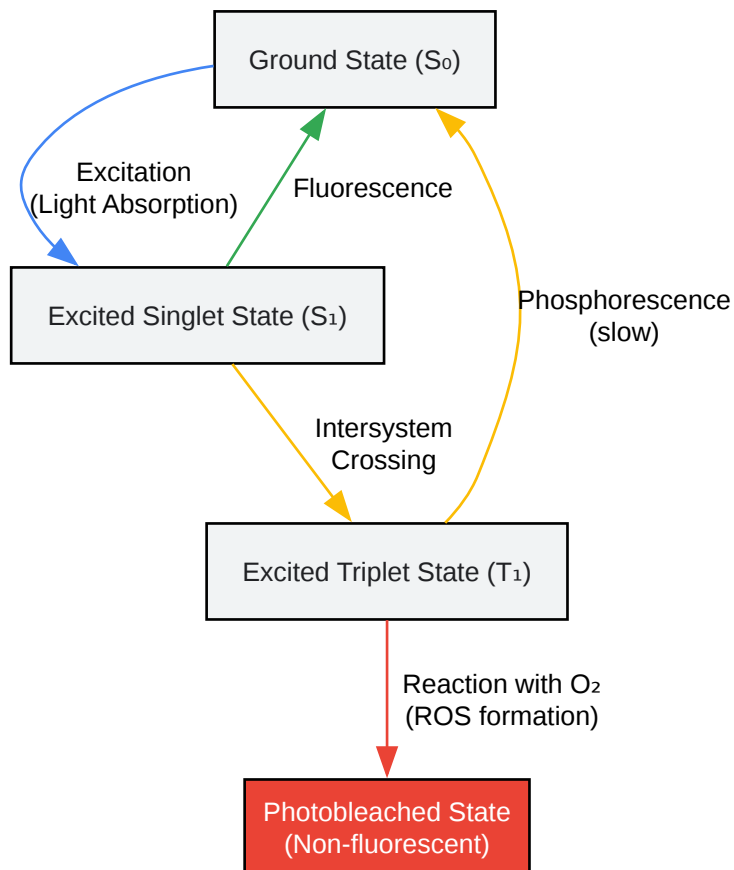 Ground State (S₀)
Excitation
(Light Absorption)
Fluorescence
Excited Singlet State (S₁)
Phosphorescence
(slow)
Intersystem
Crossing
Excited Triplet State (T₁)
Reaction with O₂
(ROS formation)
Photobleached State
(Non-fluorescent)